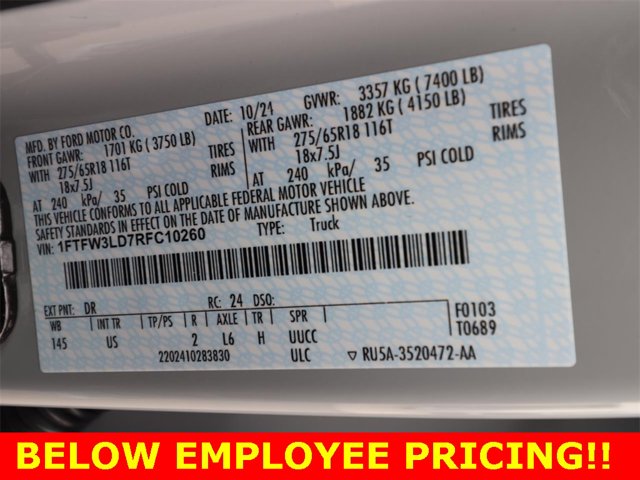 MFD. BY FORD MOTOR CO.
DATE: 10/24
GVWR: 3357 KG ( 7400 LB)
FRONT GAWR: 1701 KG ( 3750 LB)
REAR GAWR: 1882 KG ( 4150 LB)
WITH 275/65R18 116T TIRES
WITH 275/65R18 116T TIRES
18x7.5J RIMS
18x7.5J RIMS
AT 240 kPa/ 35 PSI COLD
AT 240 kPa/ 35 PSI COLD
THIS VEHICLE CONFORMS TO ALL APPLICABLE FEDERAL MOTOR VEHICLE
SAFETY STANDARDS IN EFFECT ON THE DATE OF MANUFACTURE SHOWN ABOVE.
VIN: 1FTFW3LD7RFC10260 TYPE: Truck
EXT PNT: DR RC: 24 DSO:
WB INT TR TP/PS R AXLE TR SPR F0103
145 US 2 L6 H UUCC T0689
2202410283830 ULC ▼ RU5A-3520472-AA
BELOW EMPLOYEE PRICING!!